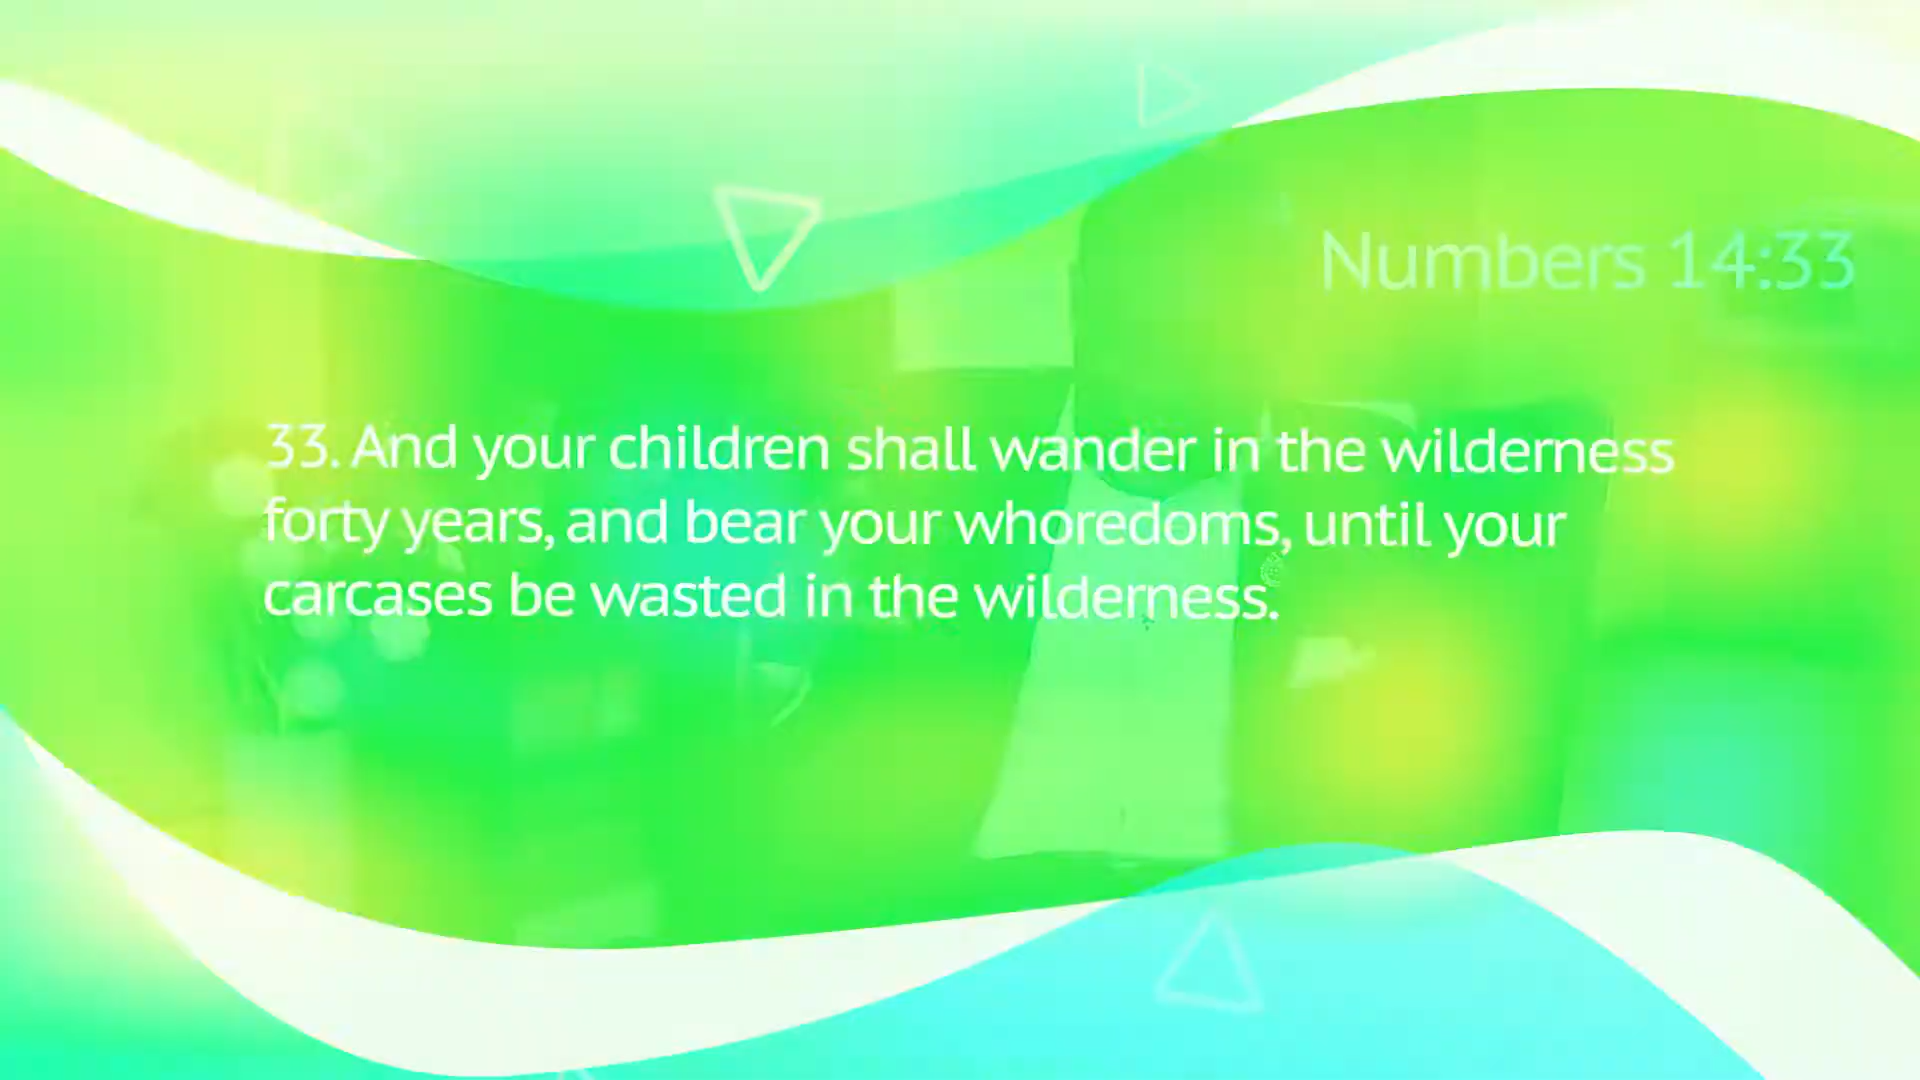 Numbers 14:33
33. And your children shall wander in the wilderness
forty years, and bear your whoredoms, until your
carcases be wasted in the wilderness.